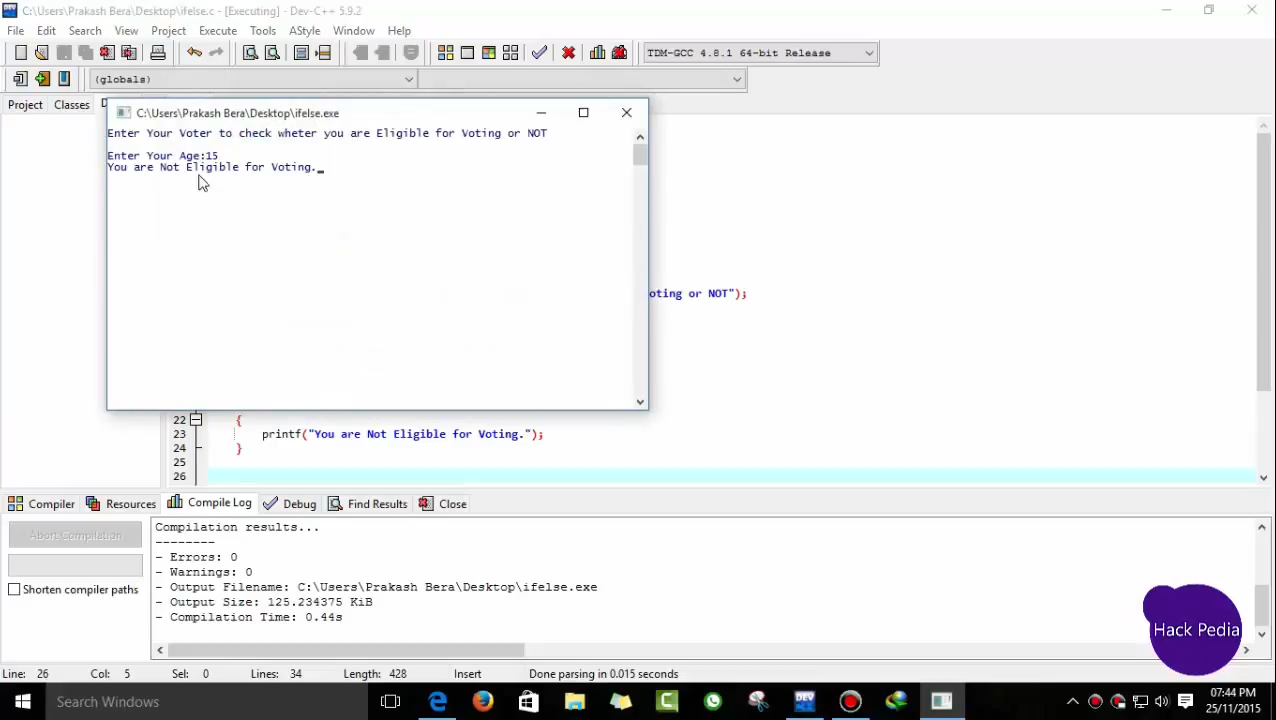 C:\Users\Prakash Bera\Desktop\ifelse.c - [Executing] - Dev-C++ 5.9.2
File Edit Search View Project Execute Tools AStyle Window Help
TDM-GCC 4.8.1 64-bit Release
(globals)
Project Classes D
C:\Users\Prakash Bera\Desktop\ifelse.exe
Enter Your Voter to check wheter you are Eligible for Voting or NOT
Enter Your Age:15
You are Not Eligible for Voting._
oting or NOT");
22 {
23 printf("You are Not Eligible for Voting.");
24 }
25
26
Compiler Resources Compile Log Debug Find Results Close
Abort Compilation
Shorten compiler paths
Compilation results...
--------
- Errors: 0
- Warnings: 0
- Output Filename: C:\Users\Prakash Bera\Desktop\ifelse.exe
- Output Size: 125.234375 KiB
- Compilation Time: 0.44s
Hack Pedia
Line: 26 Col: 5 Sel: 0 Lines: 34 Length: 428 Insert Done parsing in 0.015 seconds
Search Windows
DEV
07:44 PM
25/11/2015